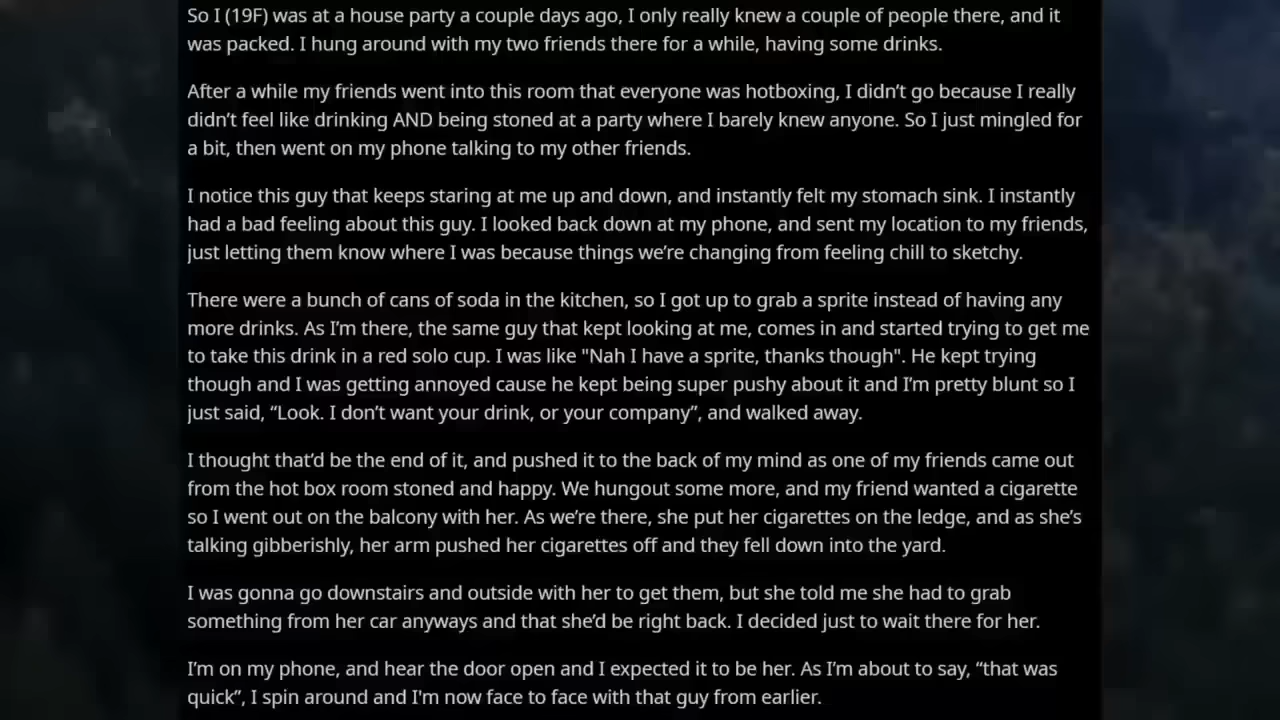 So I (19F) was at a house party a couple days ago, I only really knew a couple of people there, and it
was packed. I hung around with my two friends there for a while, having some drinks.
After a while my friends went into this room that everyone was hotboxing, I didn’t go because I really
didn’t feel like drinking AND being stoned at a party where I barely knew anyone. So I just mingled for
a bit, then went on my phone talking to my other friends.
I notice this guy that keeps staring at me up and down, and instantly felt my stomach sink. I instantly
had a bad feeling about this guy. I looked back down at my phone, and sent my location to my friends,
just letting them know where I was because things we’re changing from feeling chill to sketchy.
There were a bunch of cans of soda in the kitchen, so I got up to grab a sprite instead of having any
more drinks. As I’m there, the same guy that kept looking at me, comes in and started trying to get me
to take this drink in a red solo cup. I was like "Nah I have a sprite, thanks though". He kept trying
though and I was getting annoyed cause he kept being super pushy about it and I’m pretty blunt so I
just said, “Look. I don’t want your drink, or your company”, and walked away.
I thought that’d be the end of it, and pushed it to the back of my mind as one of my friends came out
from the hot box room stoned and happy. We hungout some more, and my friend wanted a cigarette
so I went out on the balcony with her. As we’re there, she put her cigarettes on the ledge, and as she’s
talking gibberishly, her arm pushed her cigarettes off and they fell down into the yard.
I was gonna go downstairs and outside with her to get them, but she told me she had to grab
something from her car anyways and that she’d be right back. I decided just to wait there for her.
I’m on my phone, and hear the door open and I expected it to be her. As I’m about to say, “that was
quick”, I spin around and I'm now face to face with that guy from earlier.